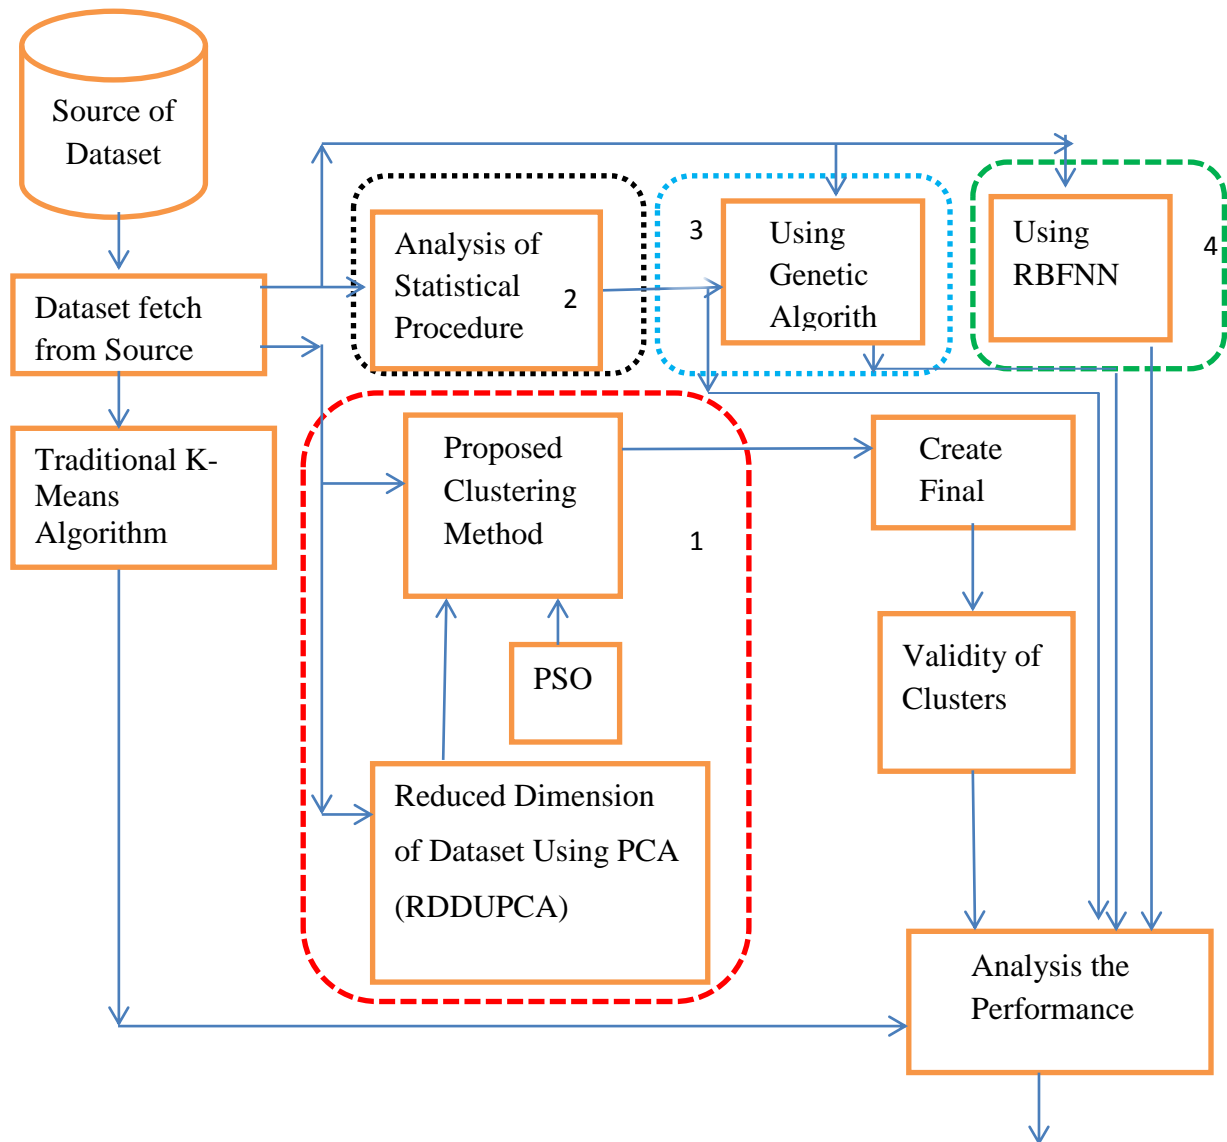 Source of
Dataset
Dataset fetch
from Source
Traditional K-
Means
Algorithm
Analysis of
Statistical
Procedure
2
3
Using
Genetic
Algorith
Using
RBFNN
4
Proposed
Clustering
Method
1
PSO
Reduced Dimension
of Dataset Using PCA
(RDDUPCA)
Create
Final
Validity of
Clusters
Analysis the
Performance